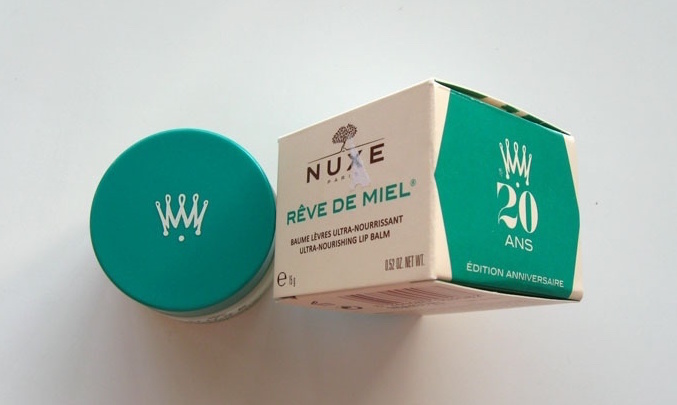 NUXE
PARIS
RÊVE DE MIEL®
BAUME LÈVRES ULTRA-NOURRISSANT
ULTRA-NOURISHING LIP BALM
℮ 15 g
0.52 OZ. NET WT.
20
ANS
ÉDITION ANNIVERSAIRE